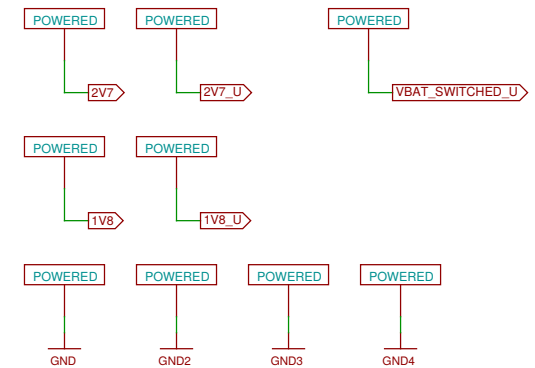 POWERED POWERED POWERED
2V7 2V7_U VBAT_SWITCHED_U
POWERED POWERED
1V8 1V8_U
POWERED POWERED POWERED POWERED
GND GND2 GND3 GND4